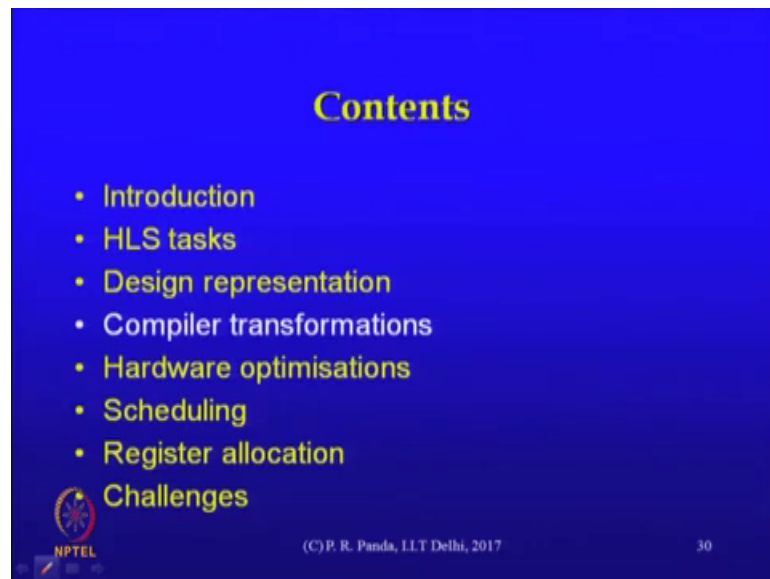 Contents
• Introduction
• HLS tasks
• Design representation
• Compiler transformations
• Hardware optimisations
• Scheduling
• Register allocation
• Challenges
NPTEL
(C) P. R. Panda, I.I.T Delhi, 2017
30